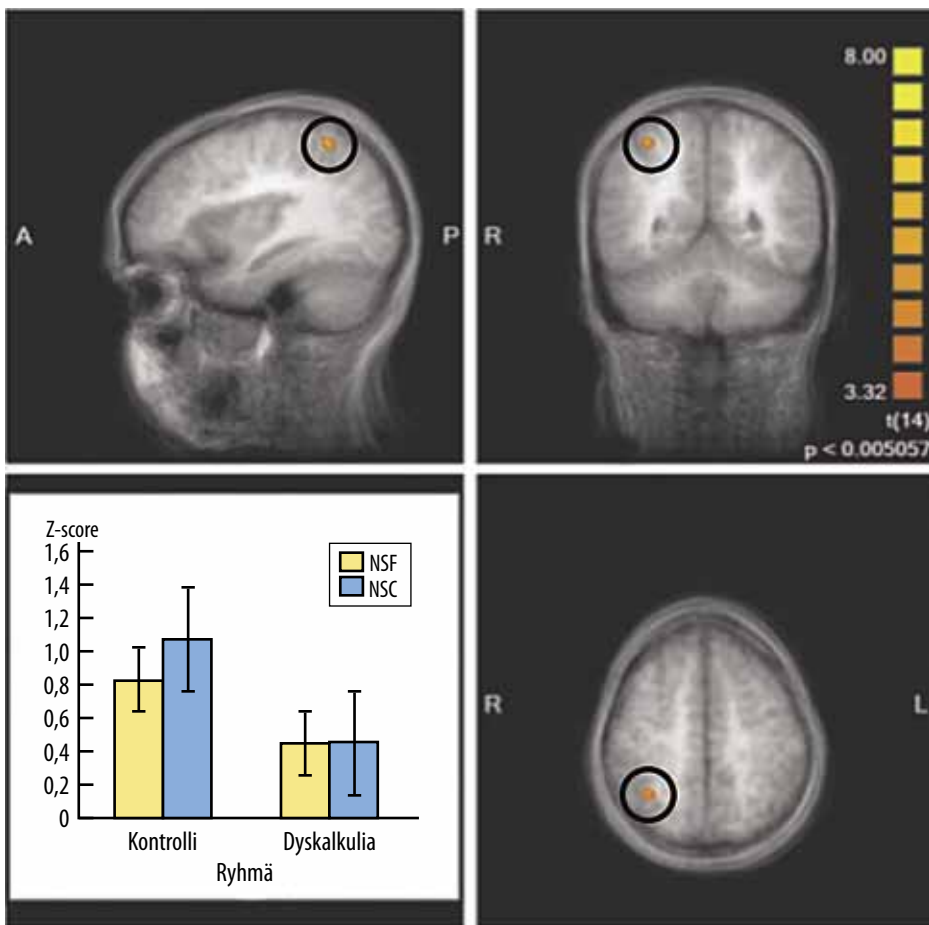 A
P
R
8.00
3.32
t(14)
p < 0.005057
Z-score
1,6
1,4
1,2
1,0
0,8
0,6
0,4
0,2
0
NSF
NSC
Kontrolli
Dyskalkulia
Ryhmä
R
L